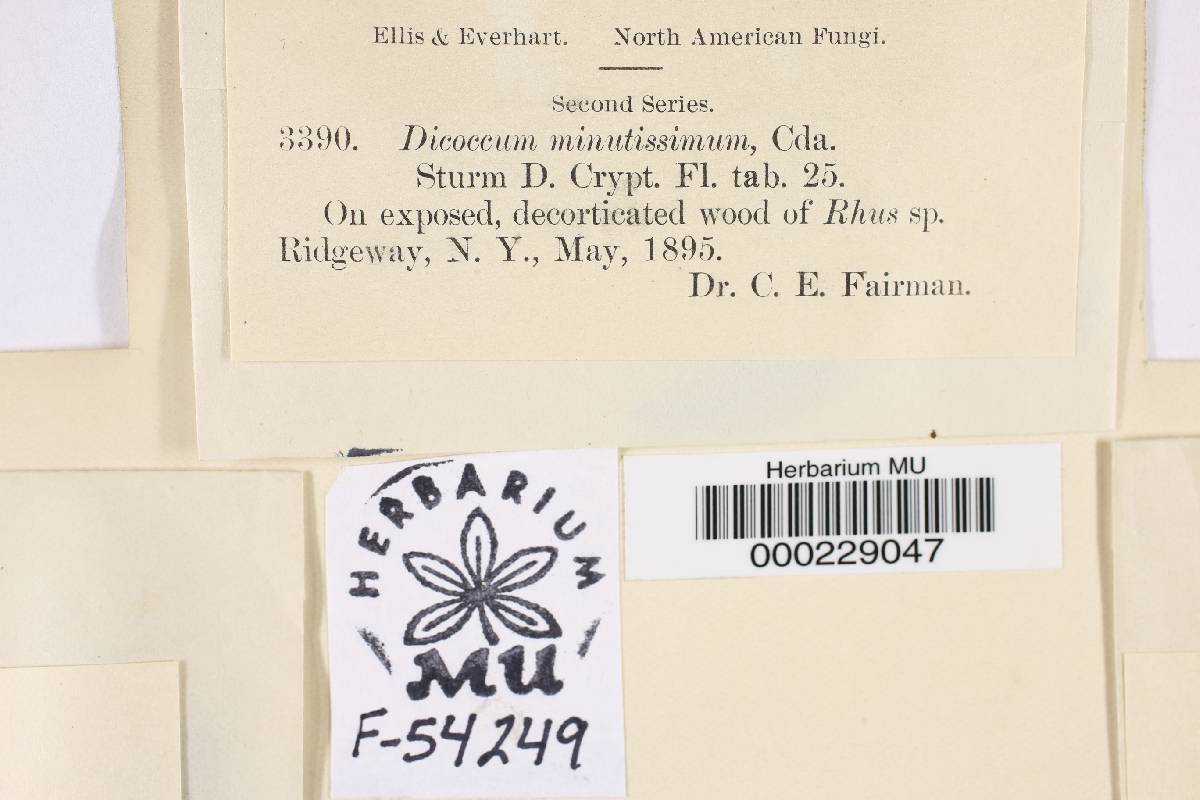 Ellis & Everhart. North American Fungi.
Second Series.
3390. Dicoccum minutissimum, Cda.
Sturm D. Crypt. Fl. tab. 25.
On exposed, decorticated wood of Rhus sp.
Ridgeway, N. Y., May, 1895.
Dr. C. E. Fairman.
HERBARIUM
MU
F-54249
Herbarium MU
000229047